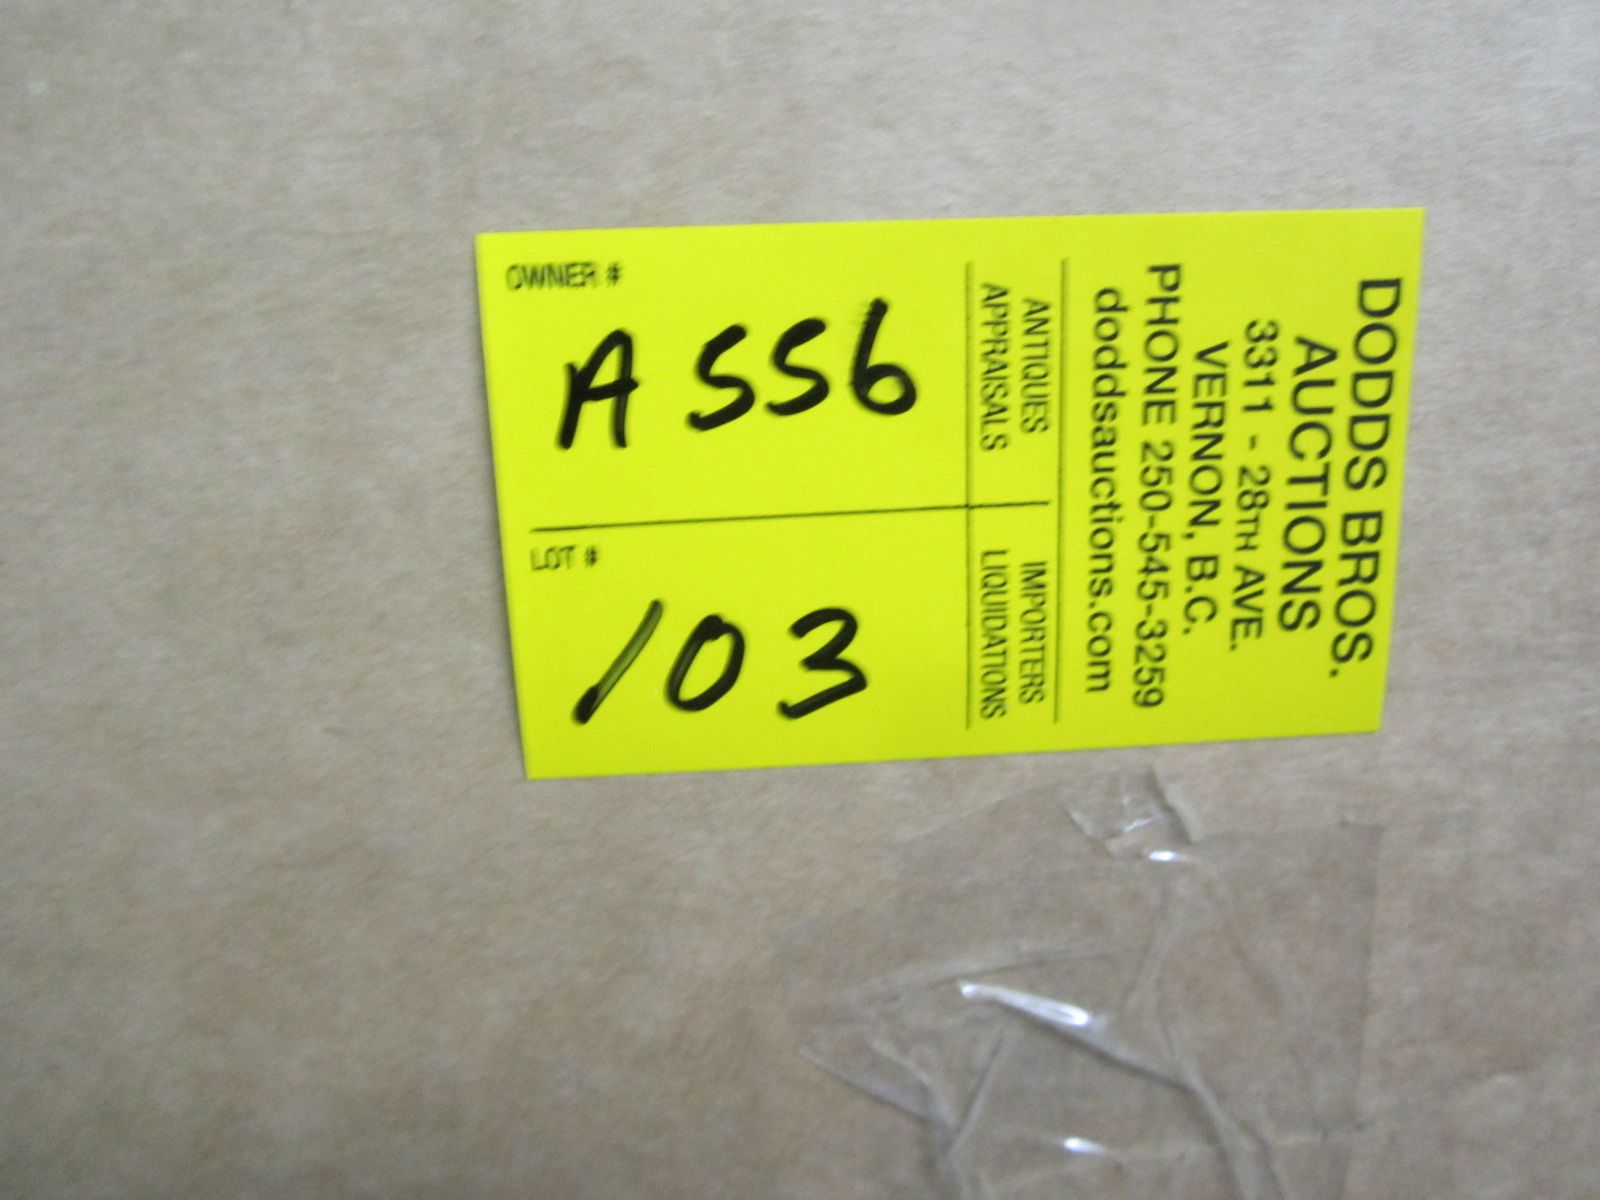 DODDS BROS.
AUCTIONS
3311 - 28TH AVE.
VERNON, B.C.
PHONE 250-545-3259
doddsauctions.com
ANTIQUES IMPORTERS
APPRAISALS LIQUIDATIONS
OWNER #
A 556
LOT #
103